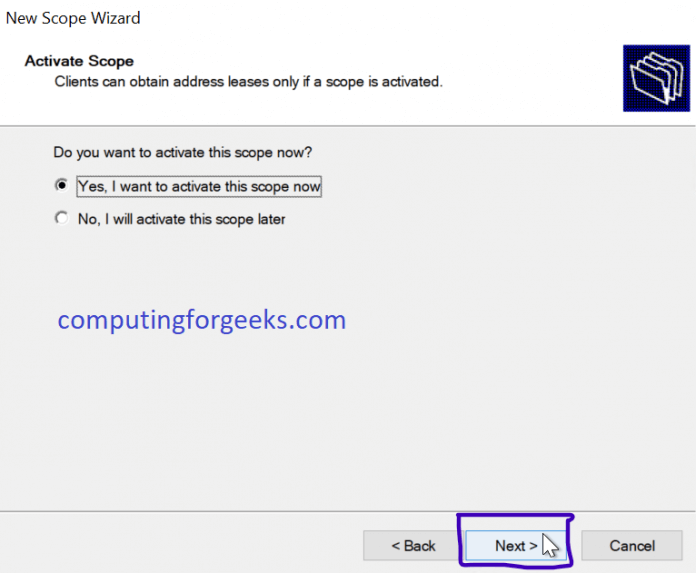 New Scope Wizard
Activate Scope
Clients can obtain address leases only if a scope is activated.
Do you want to activate this scope now?
Yes, I want to activate this scope now
No, I will activate this scope later
computingforgeeks.com
< Back Next > Cancel